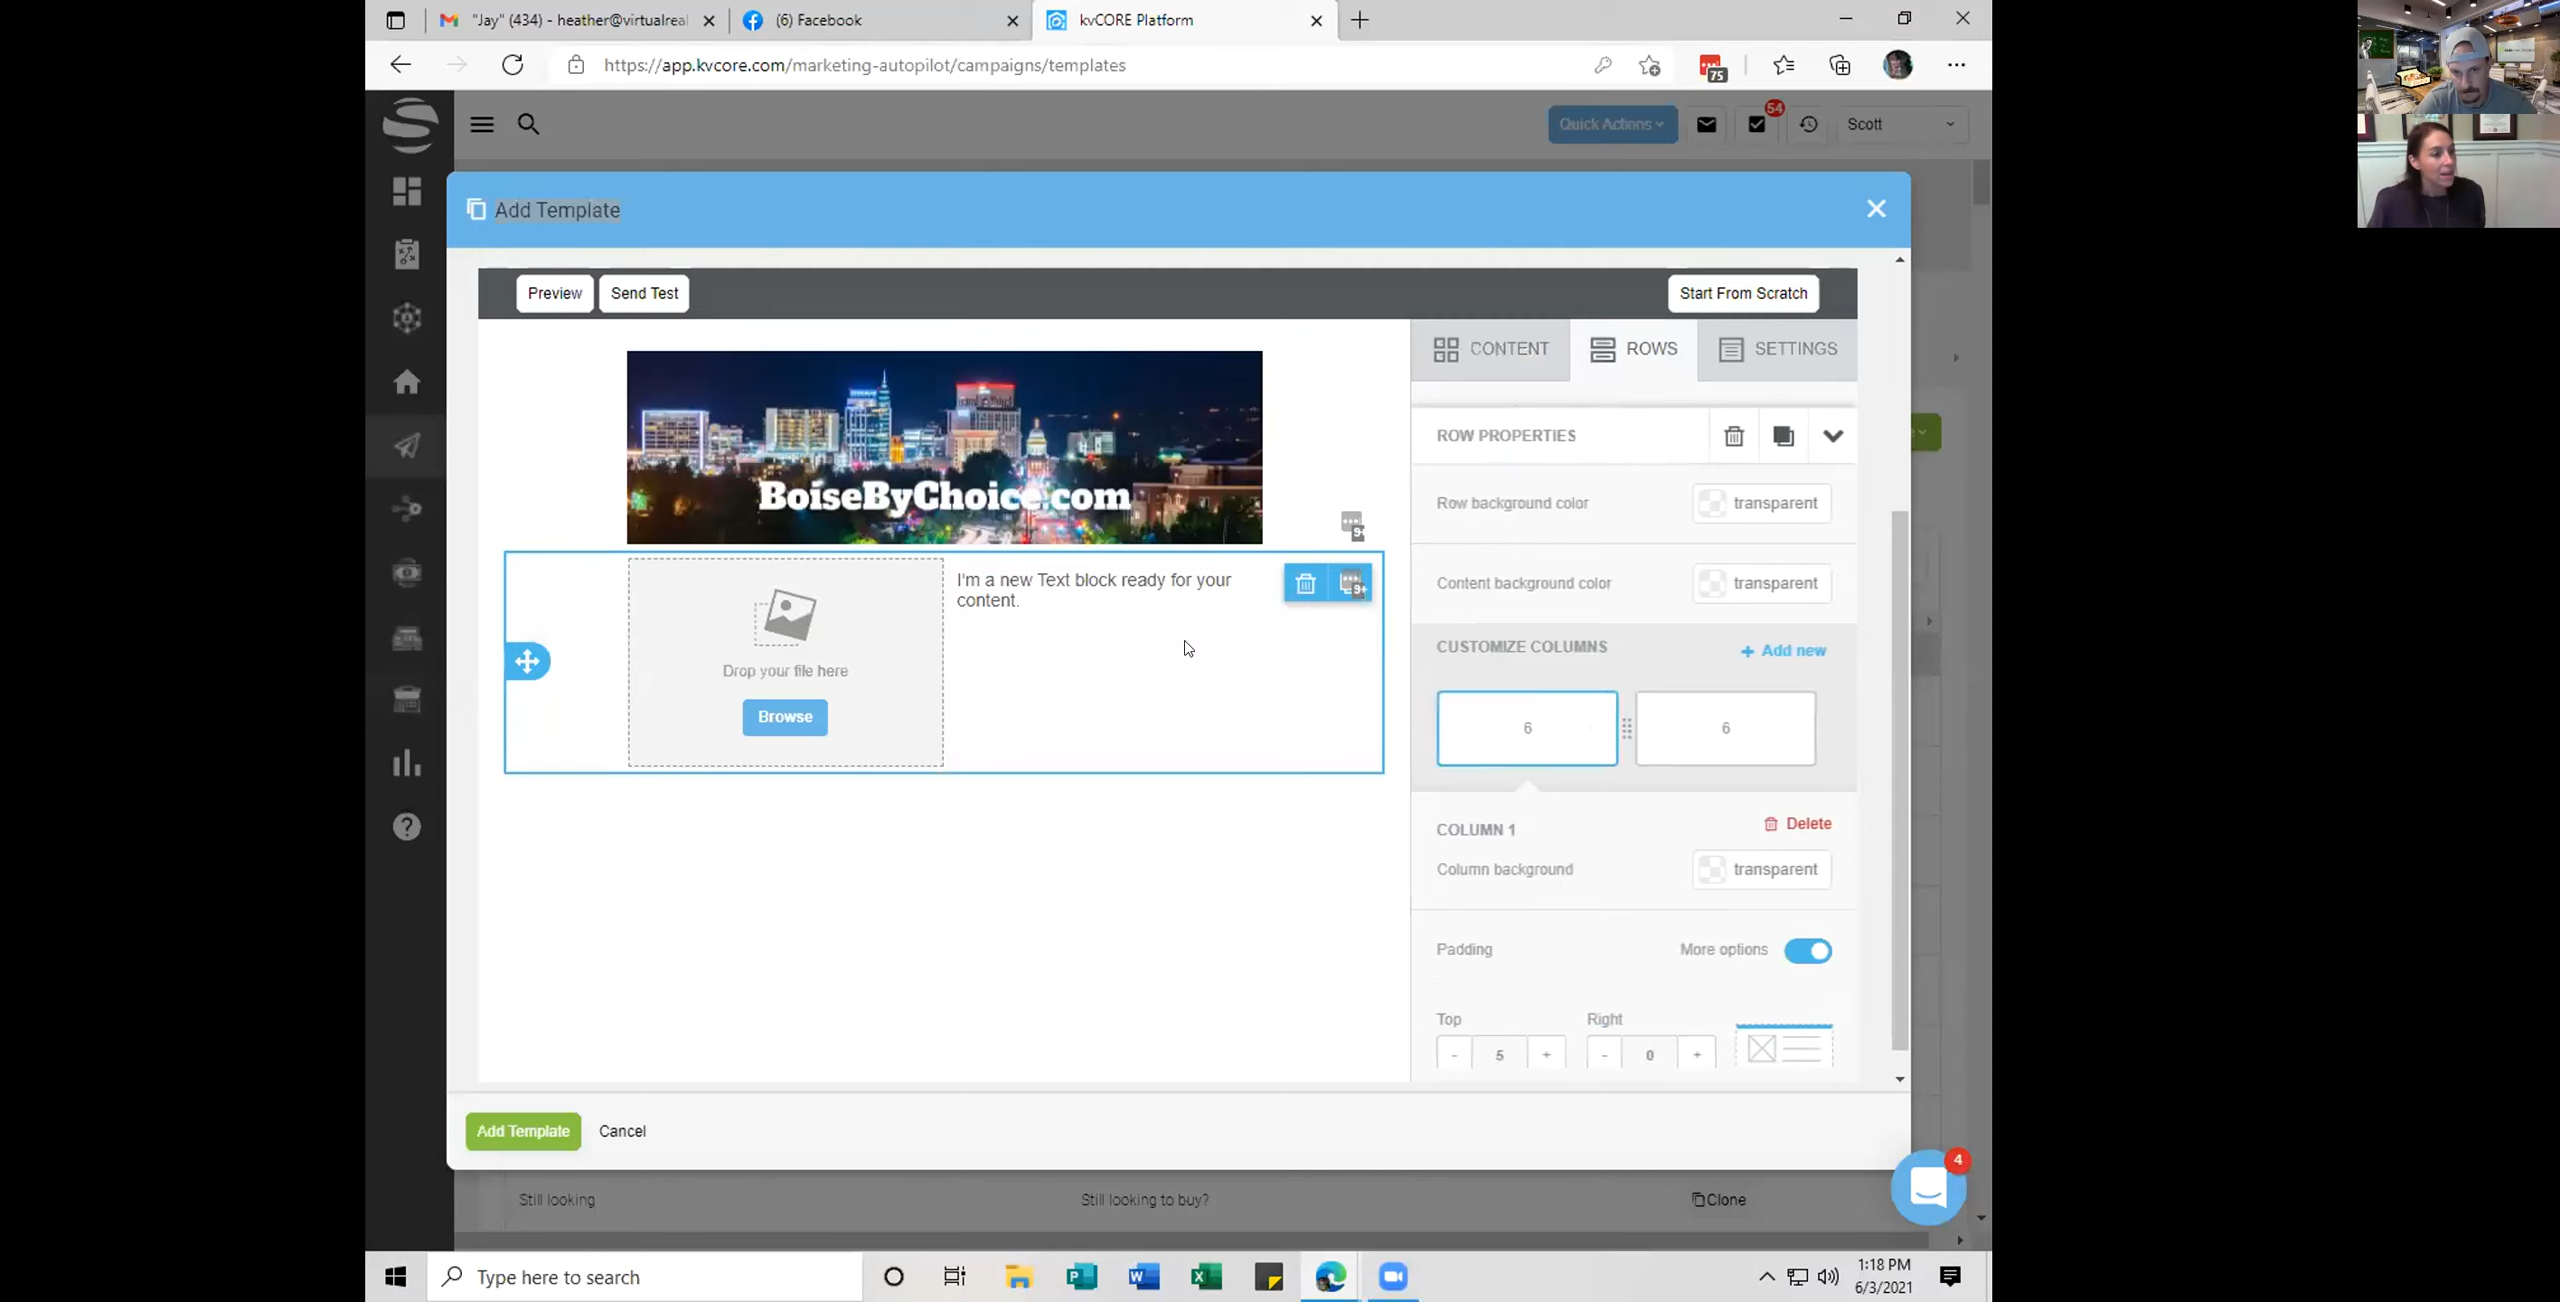 "Jay" (434) - heather@virtualreal
(6) Facebook
kvCORE Platform
https://app.kvcore.com/marketing-autopilot/campaigns/templates
75
Quick Actions
54
Scott
Add Template
Preview
Send Test
Start From Scratch
CONTENT
ROWS
SETTINGS
BoiseByChoice.com
ROW PROPERTIES
Row background color
transparent
I'm a new Text block ready for your
content.
9+
Content background color
transparent
Drop your file here
Browse
CUSTOMIZE COLUMNS
+ Add new
6
6
COLUMN 1
Delete
Column background
transparent
Padding
More options
Top
Right
- 5 +
- 0 +
Add Template
Cancel
4
Still looking
Still looking to buy?
Clone
Type here to search
1:18 PM
6/3/2021